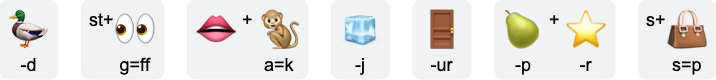 st+ + + s+
-d g=ff a=k -j -ur -p -r s=p